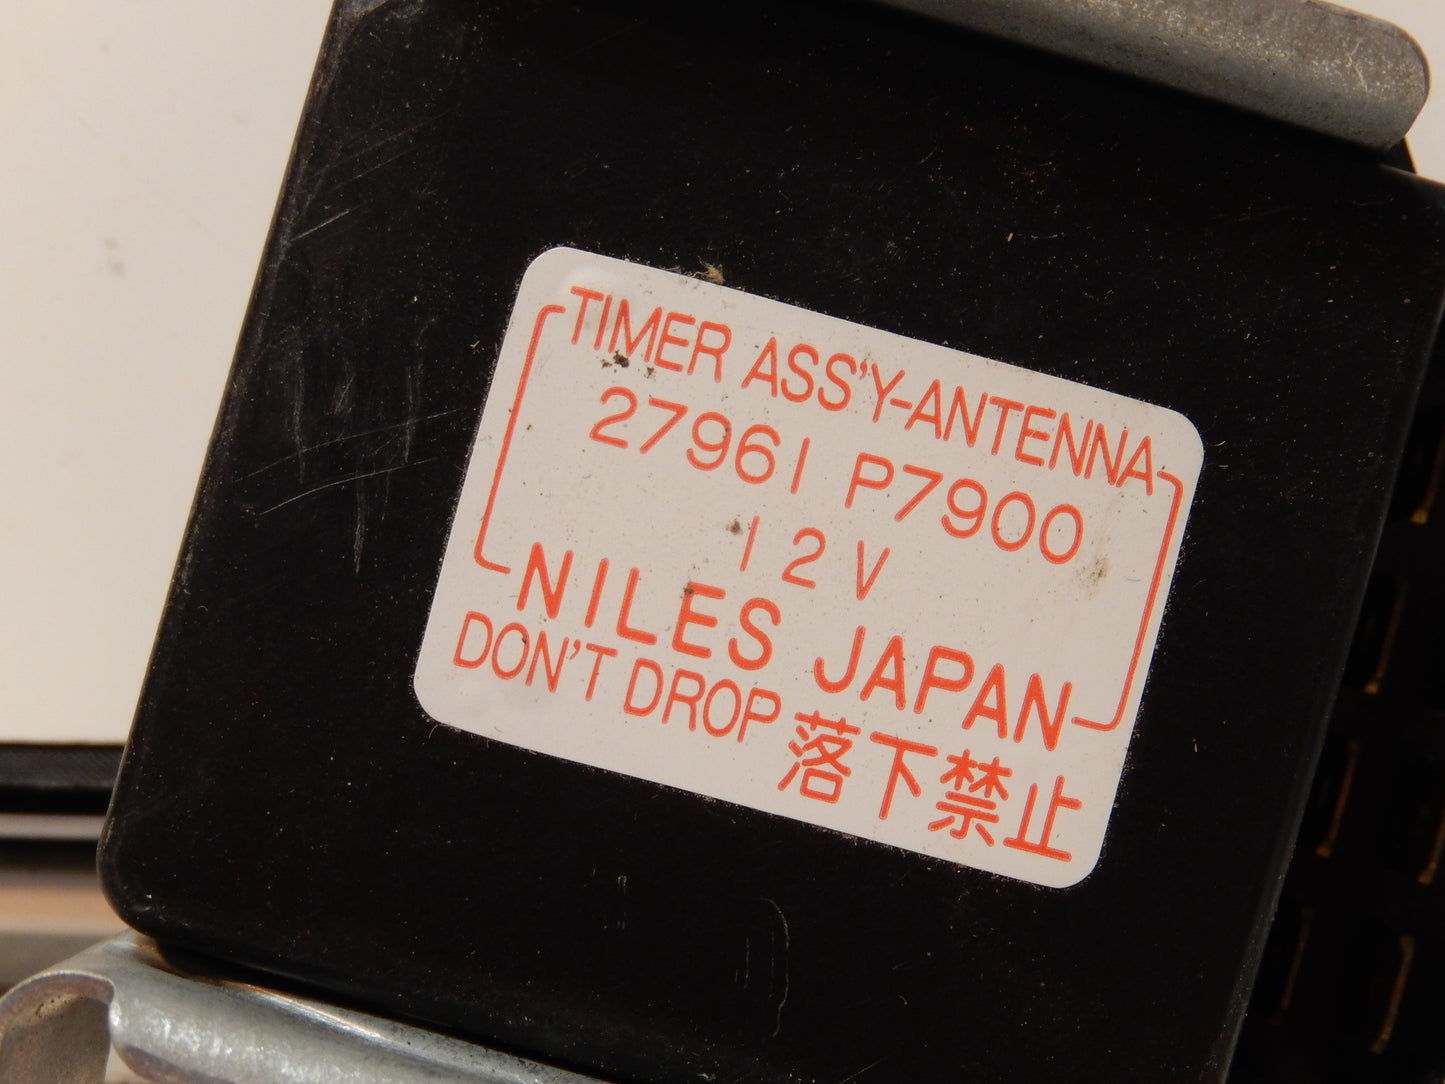 TIMER ASS'Y-ANTENNA
27961 P7900
12V
NILES JAPAN
DON'T DROP 落下禁止